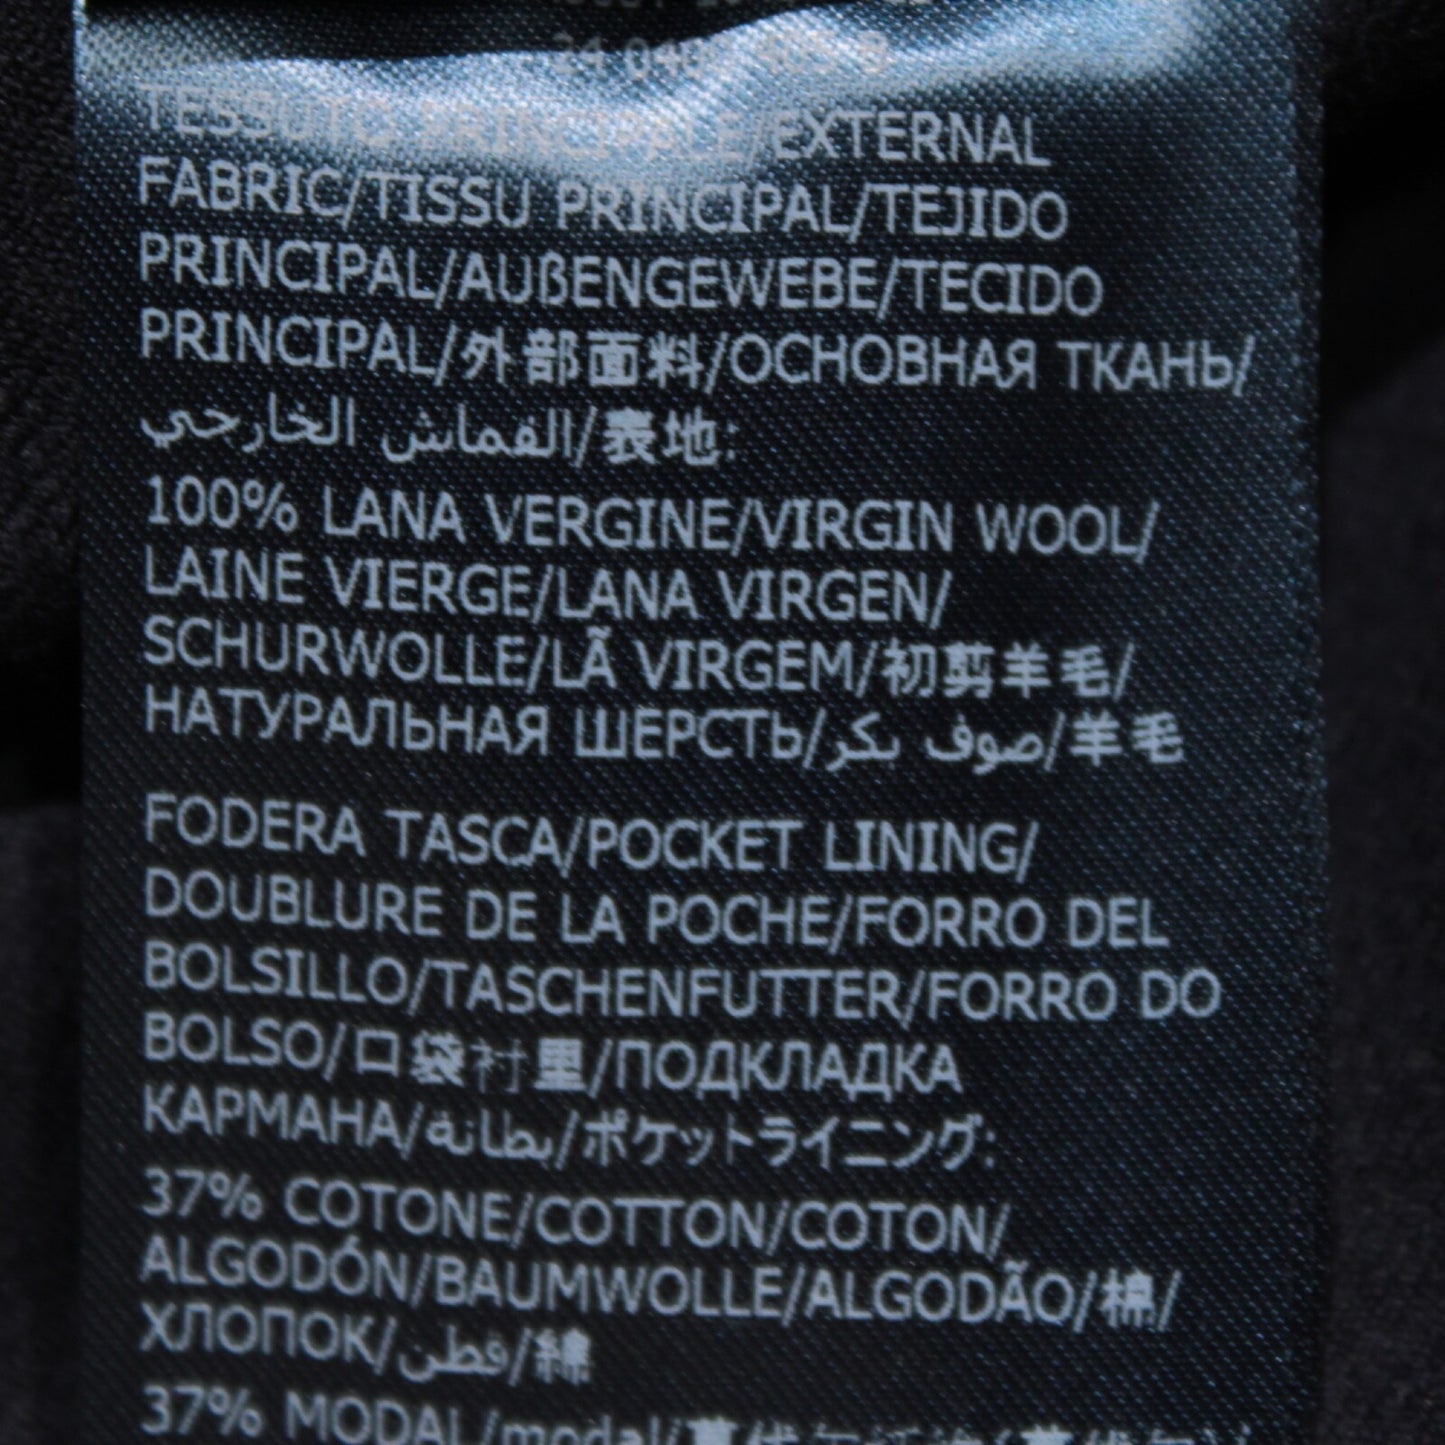 TESSUTO PRINCIPALE/EXTERNAL
FABRIC/TISSU PRINCIPAL/TEJIDO
PRINCIPAL/AUßENGEWEBE/TECIDO
PRINCIPAL/外部面料/ОСНОВНАЯ ТКАНЬ/
القماش الخارجي/表地:
100% LANA VERGINE/VIRGIN WOOL/
LAINE VIERGE/LANA VIRGEN/
SCHURWOLLE/LÃ VIRGEM/初剪羊毛/
НАТУРАЛЬНАЯ ШЕРСТЬ/صوف بكر/羊毛
FODERA TASCA/POCKET LINING/
DOUBLURE DE LA POCHE/FORRO DEL
BOLSILLO/TASCHENFUTTER/FORRO DO
BOLSO/口袋衬里/ПОДКЛАДКА
КАРМАНА/بطانة/ポケットライニング:
37% COTONE/COTTON/COTON/
ALGODÓN/BAUMWOLLE/ALGODÃO/棉/
ХЛОПОК/قطن/綿
37% MODAL/modal/